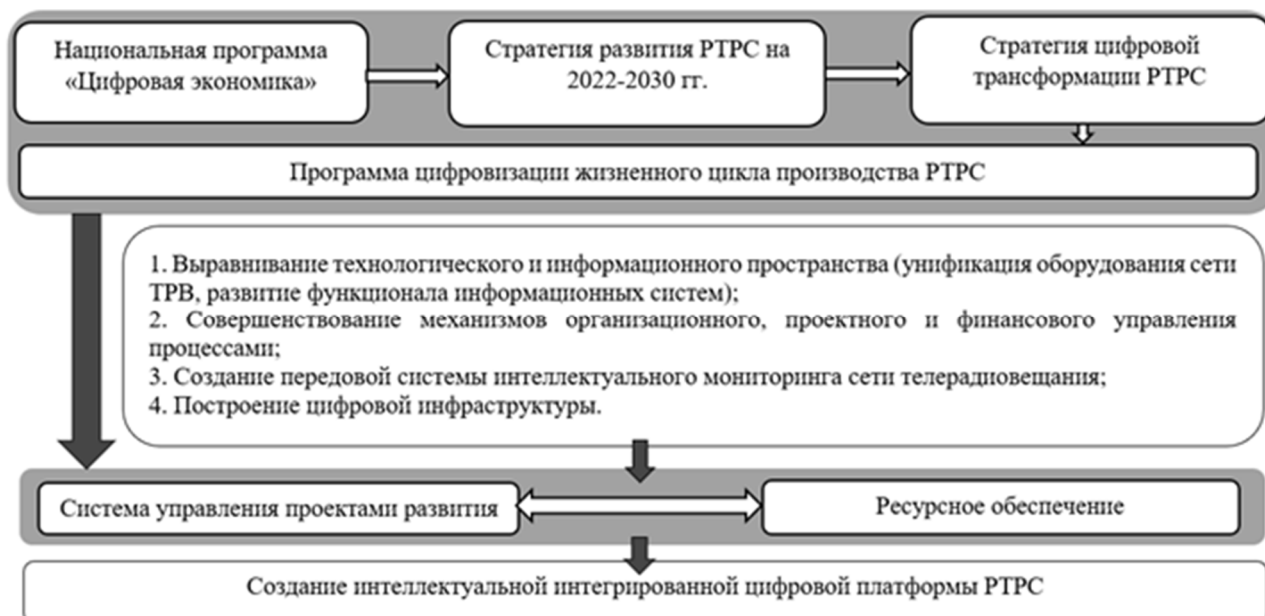 Национальная программа
«Цифровая экономика»
Стратегия развития РТРС на
2022-2030 гг.
Стратегия цифровой
трансформации РТРС
Программа цифровизации жизненного цикла производства РТРС
1. Выравнивание технологического и информационного пространства (унификация оборудования сети
ТРВ, развитие функционала информационных систем);
2. Совершенствование механизмов организационного, проектного и финансового управления
процессами;
3. Создание передовой системы интеллектуального мониторинга сети телерадиовещания;
4. Построение цифровой инфраструктуры.
Система управления проектами развития
Ресурсное обеспечение
Создание интеллектуальной интегрированной цифровой платформы РТРС